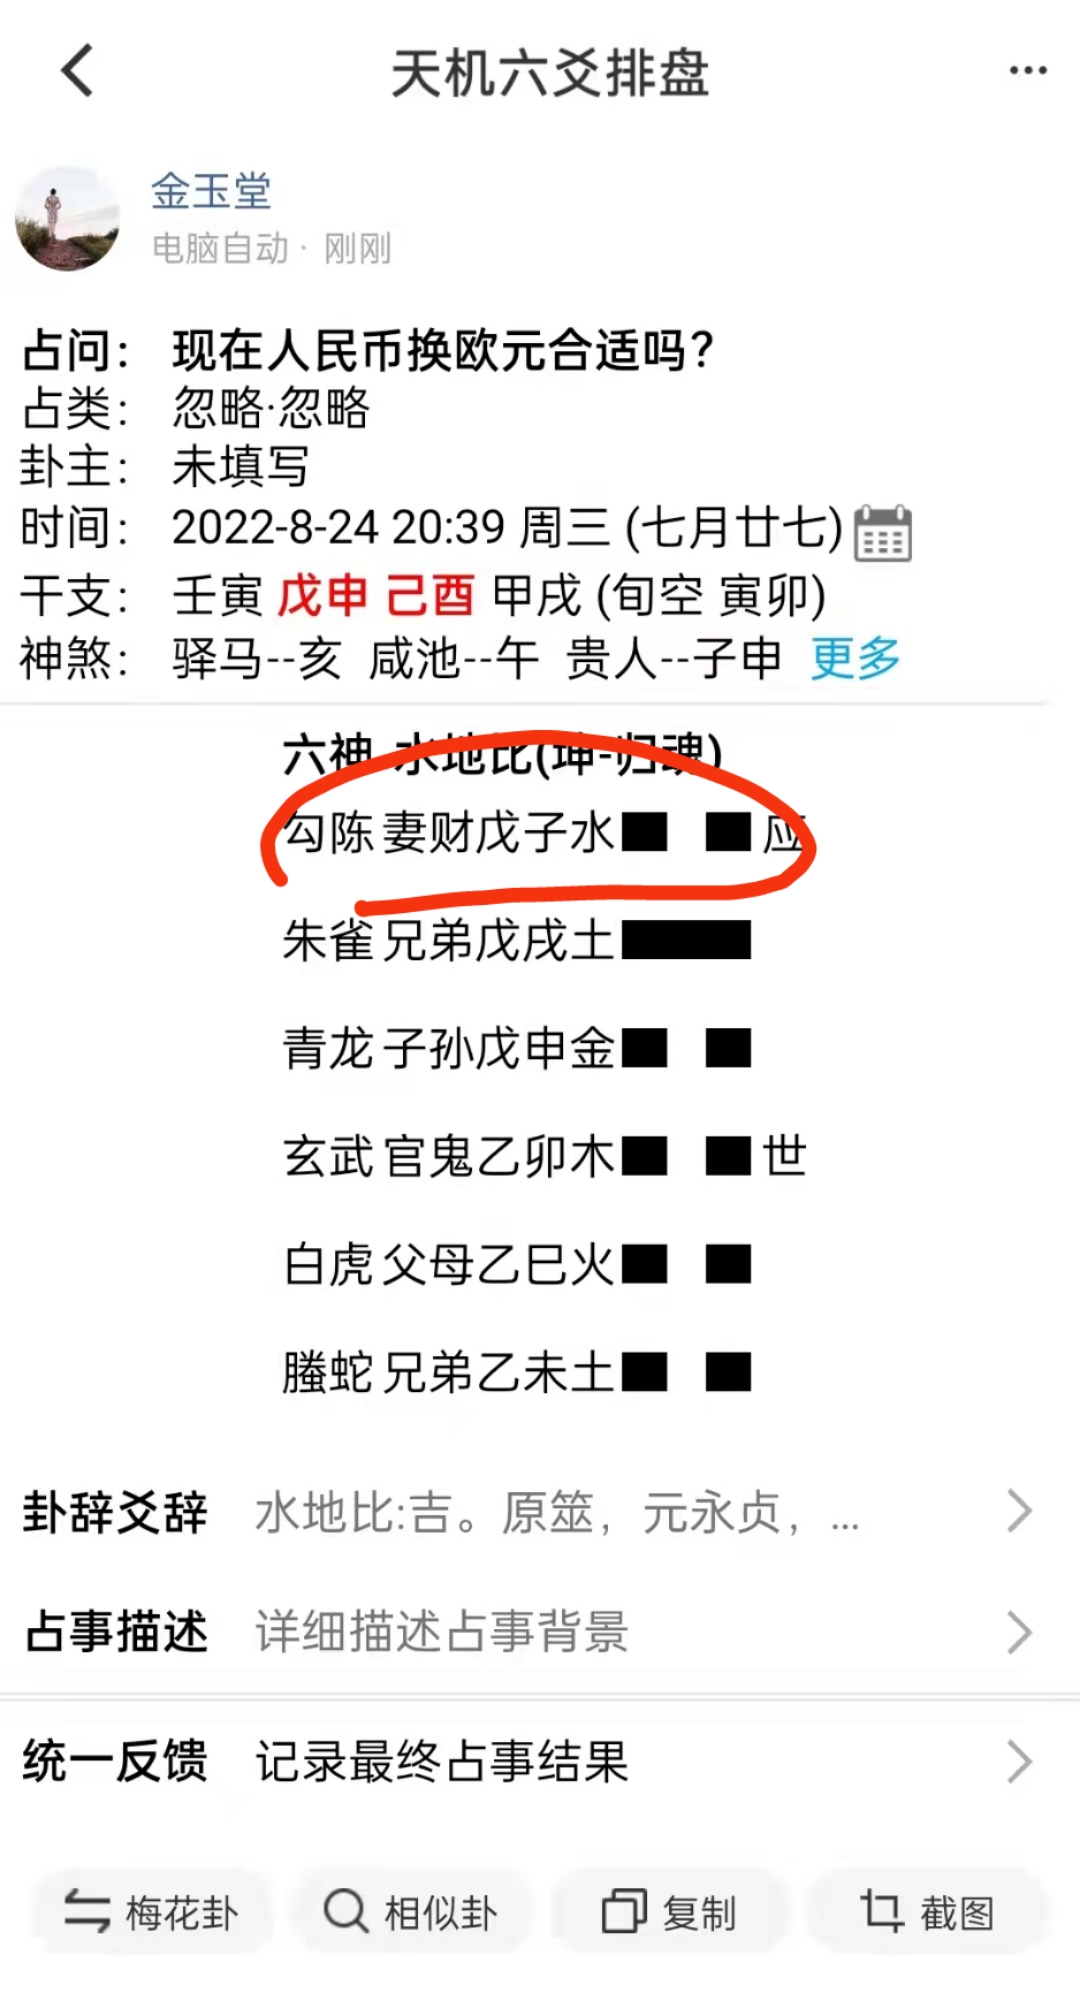 天机六爻排盘
金玉堂
电脑自动 · 刚刚
占问： 现在人民币换欧元合适吗？
占类： 忽略·忽略
卦主： 未填写
时间： 2022-8-24 20:39 周三 (七月廿七)
干支： 壬寅 戊申 己酉 甲戌 (旬空 寅卯)
神煞： 驿马--亥 咸池--午 贵人--子申 更多
六神 水地比(坤-归魂)
勾陈 妻财戊子水 应
朱雀 兄弟戊戌土
青龙 子孙戊申金
玄武 官鬼乙卯木 世
白虎 父母乙巳火
螣蛇 兄弟乙未土
卦辞爻辞 水地比:吉。原筮，元永贞，...
占事描述 详细描述占事背景
统一反馈 记录最终占事结果
梅花卦 相似卦 复制 截图